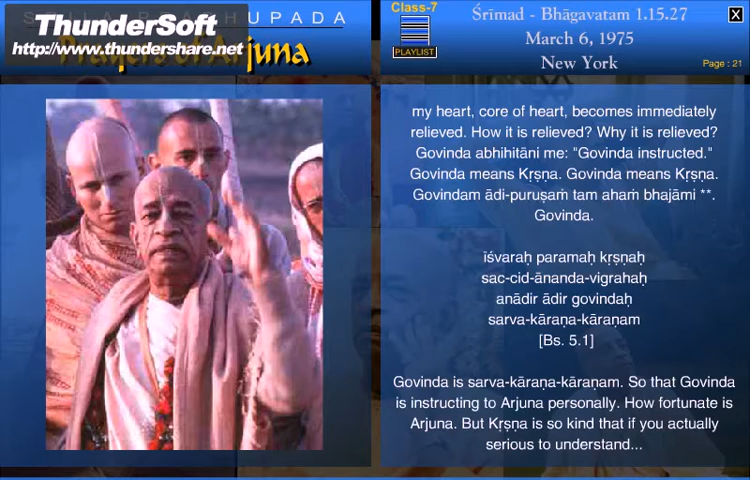 ThunderSoft
http://www.thundershare.net
Prayers of Arjuna
Class-7
PLAYLIST
Śrīmad - Bhāgavatam 1.15.27
March 6, 1975
New York
X
Page : 21
my heart, core of heart, becomes immediately
relieved. How it is relieved? Why it is relieved?
Govinda abhihitāni me: "Govinda instructed."
Govinda means Kṛṣṇa. Govinda means Kṛṣṇa.
Govindam ādi-puruṣaṁ tam ahaṁ bhajāmi **.
Govinda.
iśvaraḥ paramaḥ kṛṣṇaḥ
sac-cid-ānanda-vigrahaḥ
anādir ādir govindaḥ
sarva-kāraṇa-kāraṇam
[Bs. 5.1]
Govinda is sarva-kāraṇa-kāraṇam. So that Govinda
is instructing to Arjuna personally. How fortunate is
Arjuna. But Kṛṣṇa is so kind that if you actually
serious to understand...